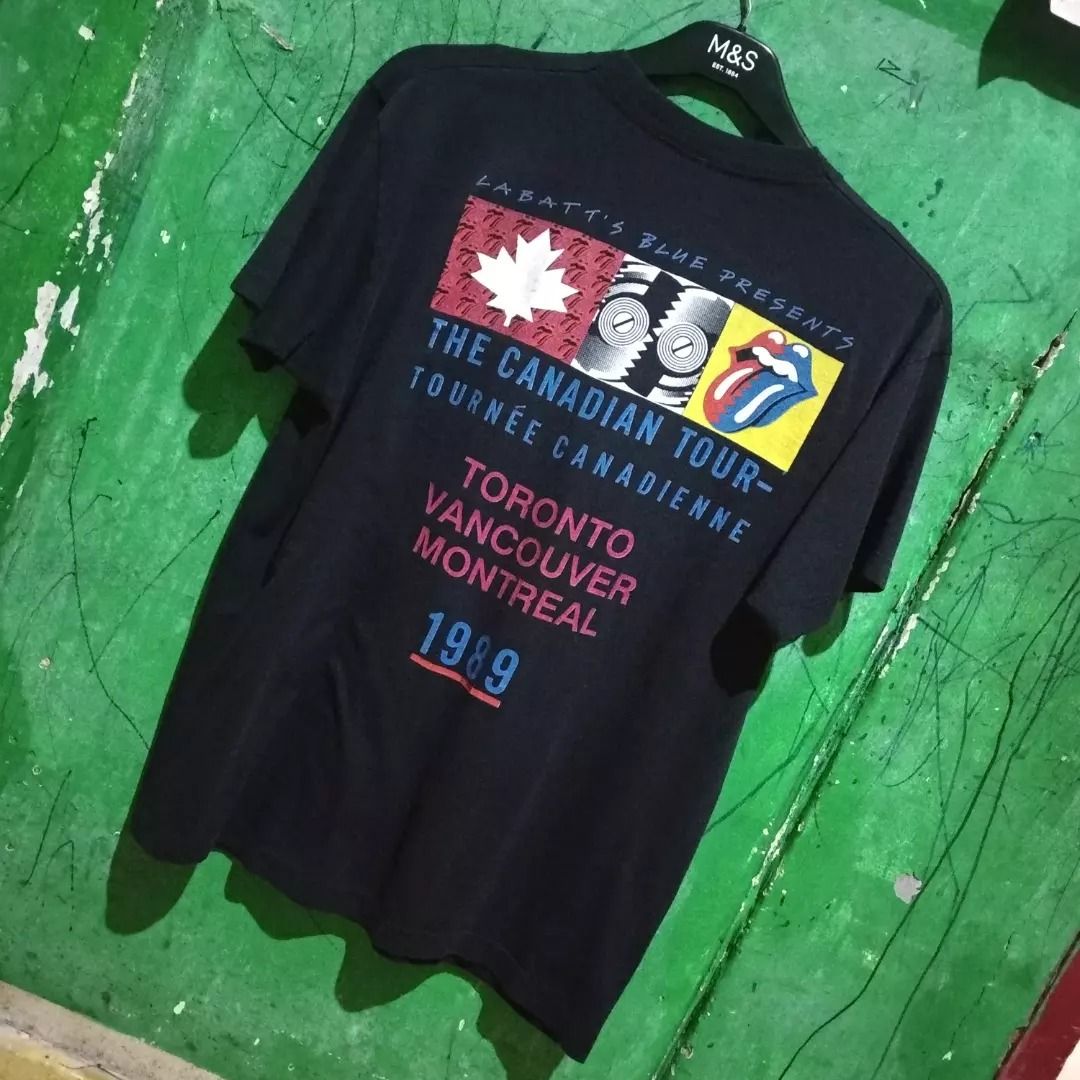 M&S
EST. 1884
LABATT'S BLUE PRESENTS
THE CANADIAN TOUR-
TOURNÉE CANADIENNE
TORONTO
VANCOUVER
MONTREAL
1989